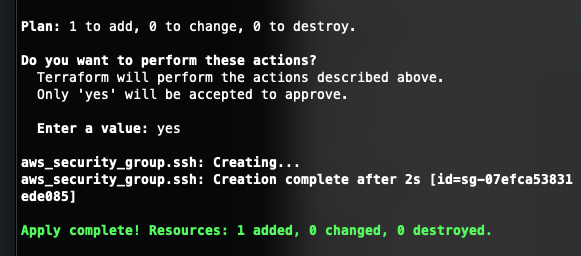 Plan: 1 to add, 0 to change, 0 to destroy.
Do you want to perform these actions?
Terraform will perform the actions described above.
Only 'yes' will be accepted to approve.
Enter a value: yes
aws_security_group.ssh: Creating...
aws_security_group.ssh: Creation complete after 2s [id=sg-07efca53831
ede085]
Apply complete! Resources: 1 added, 0 changed, 0 destroyed.